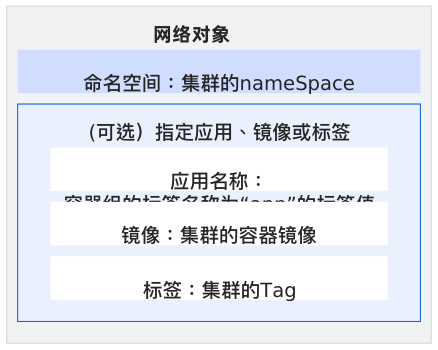 网络对象
命名空间：集群的nameSpace
(可选）指定应用、镜像或标签
应用名称：
容器组的标签名称为“app”的标签值
镜像：集群的容器镜像
标签：集群的Tag